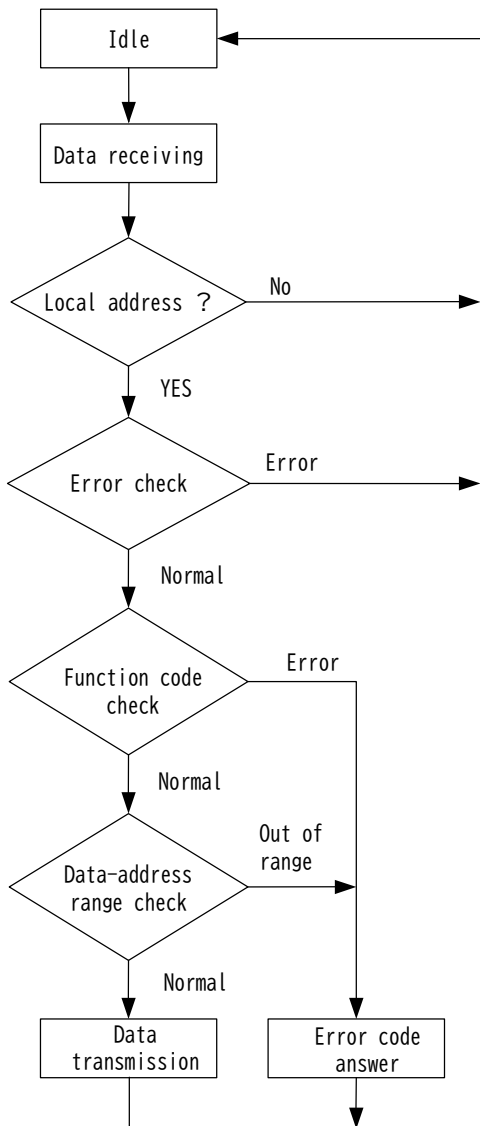 Idle
Data receiving
Local address ？
No
YES
Error check
Error
Normal
Function code
check
Error
Normal
Data-address
range check
Out of
range
Normal
Data
transmission
Error code
answer